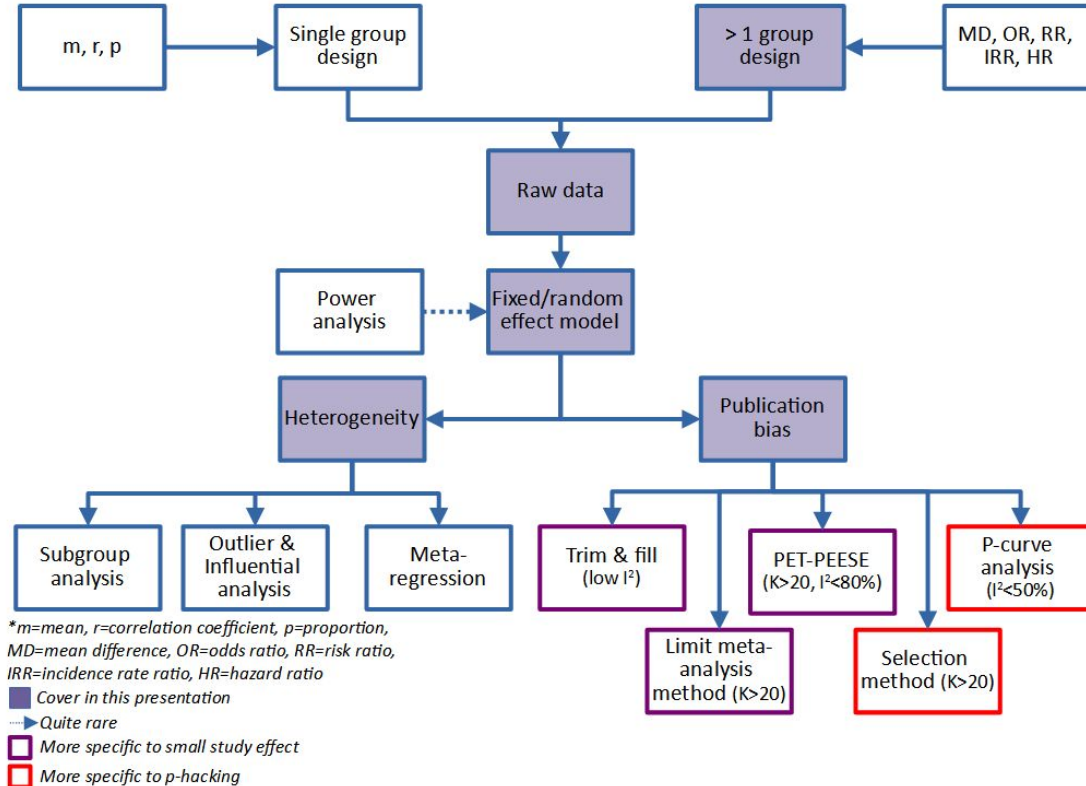 m, r, p
Single group
design
> 1 group
design
MD, OR, RR,
IRR, HR
Raw data
Power
analysis
Fixed/random
effect model
Heterogeneity
Publication
bias
Subgroup
analysis
Outlier &
Influential
analysis
Meta-
regression
Trim & fill
(low I²)
PET-PEESE
(K>20, I²<80%)
P-curve
analysis
(I²<50%)
Limit meta-
analysis
method (K>20)
Selection
method (K>20)
*m=mean, r=correlation coefficient, p=proportion,
MD=mean difference, OR=odds ratio, RR=risk ratio,
IRR=incidence rate ratio, HR=hazard ratio
Cover in this presentation
Quite rare
More specific to small study effect
More specific to p-hacking